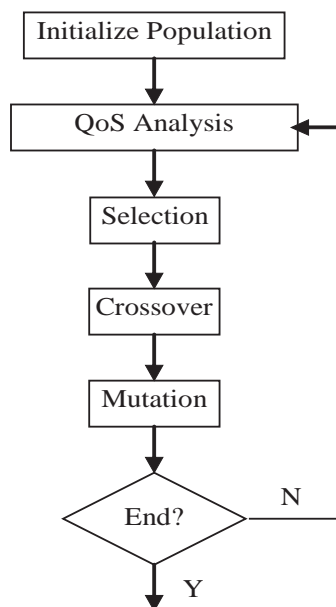 Initialize Population
QoS Analysis
Selection
Crossover
Mutation
End?
N
Y